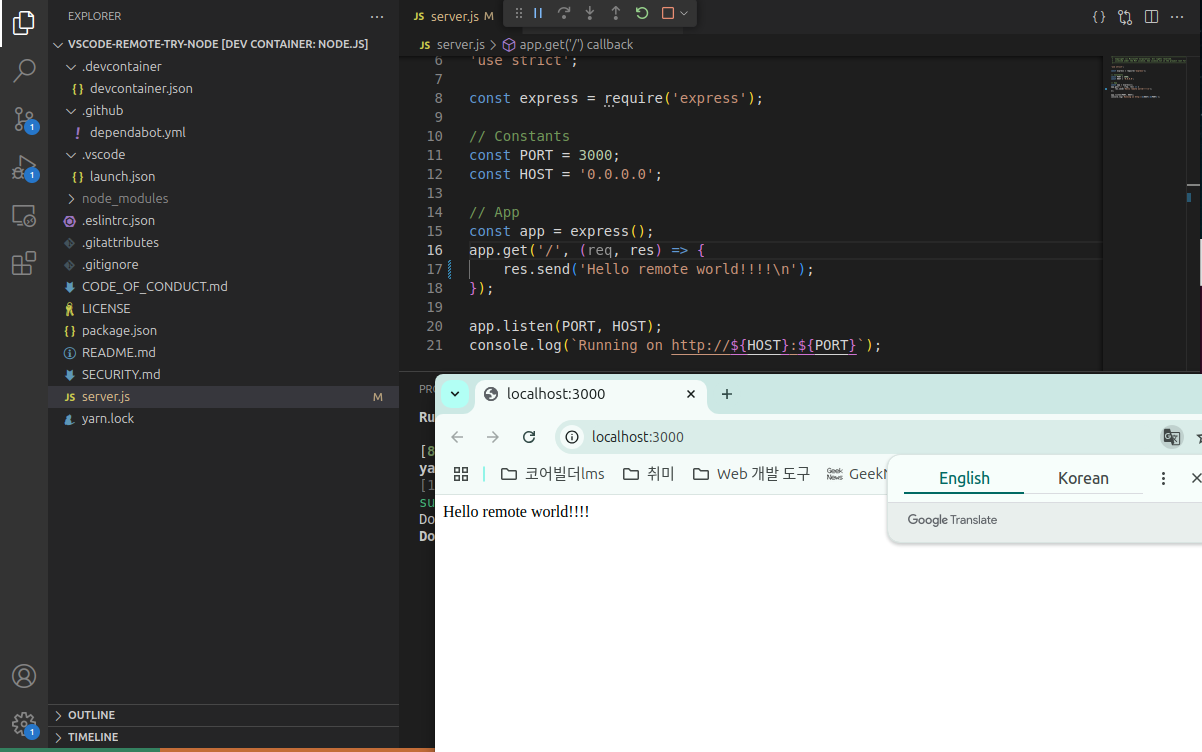 EXPLORER
VSCODE-REMOTE-TRY-NODE [DEV CONTAINER: NODE.JS]
.devcontainer
{} devcontainer.json
.github
! dependabot.yml
.vscode
{} launch.json
node_modules
.eslintrc.json
.gitattributes
.gitignore
CODE_OF_CONDUCT.md
LICENSE
{} package.json
README.md
SECURITY.md
JS server.js M
yarn.lock
OUTLINE
TIMELINE
1
1
1
JS server.js M
JS server.js > app.get('/') callback
6 'use strict';
7
8 const express = require('express');
9
10 // Constants
11 const PORT = 3000;
12 const HOST = '0.0.0.0';
13
14 // App
15 const app = express();
16 app.get('/', (req, res) => {
17 res.send('Hello remote world!!!!\n');
18 });
19
20 app.listen(PORT, HOST);
21 console.log(`Running on http://${HOST}:${PORT}`);
PRO
Ru
[8
ya
[1
su
Do
Do
localhost:3000
localhost:3000
코어빌더lms
취미
Web 개발 도구
Geek News
GeekN
English
Korean
Google Translate
Hello remote world!!!!